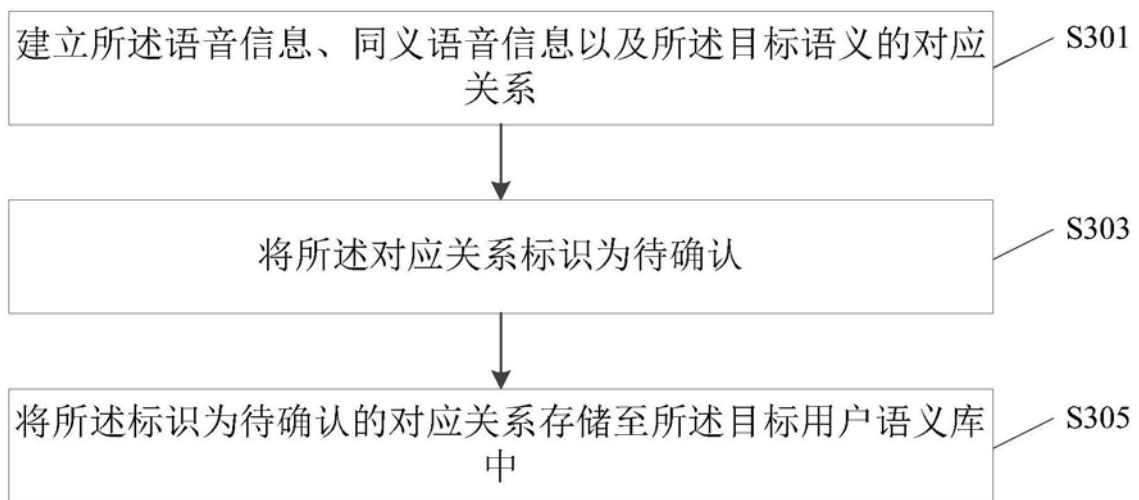 建立所述语音信息、同义语音信息以及所述目标语义的对应
关系
S301
将所述对应关系标识为待确认
S303
将所述标识为待确认的对应关系存储至所述目标用户语义库
中
S305